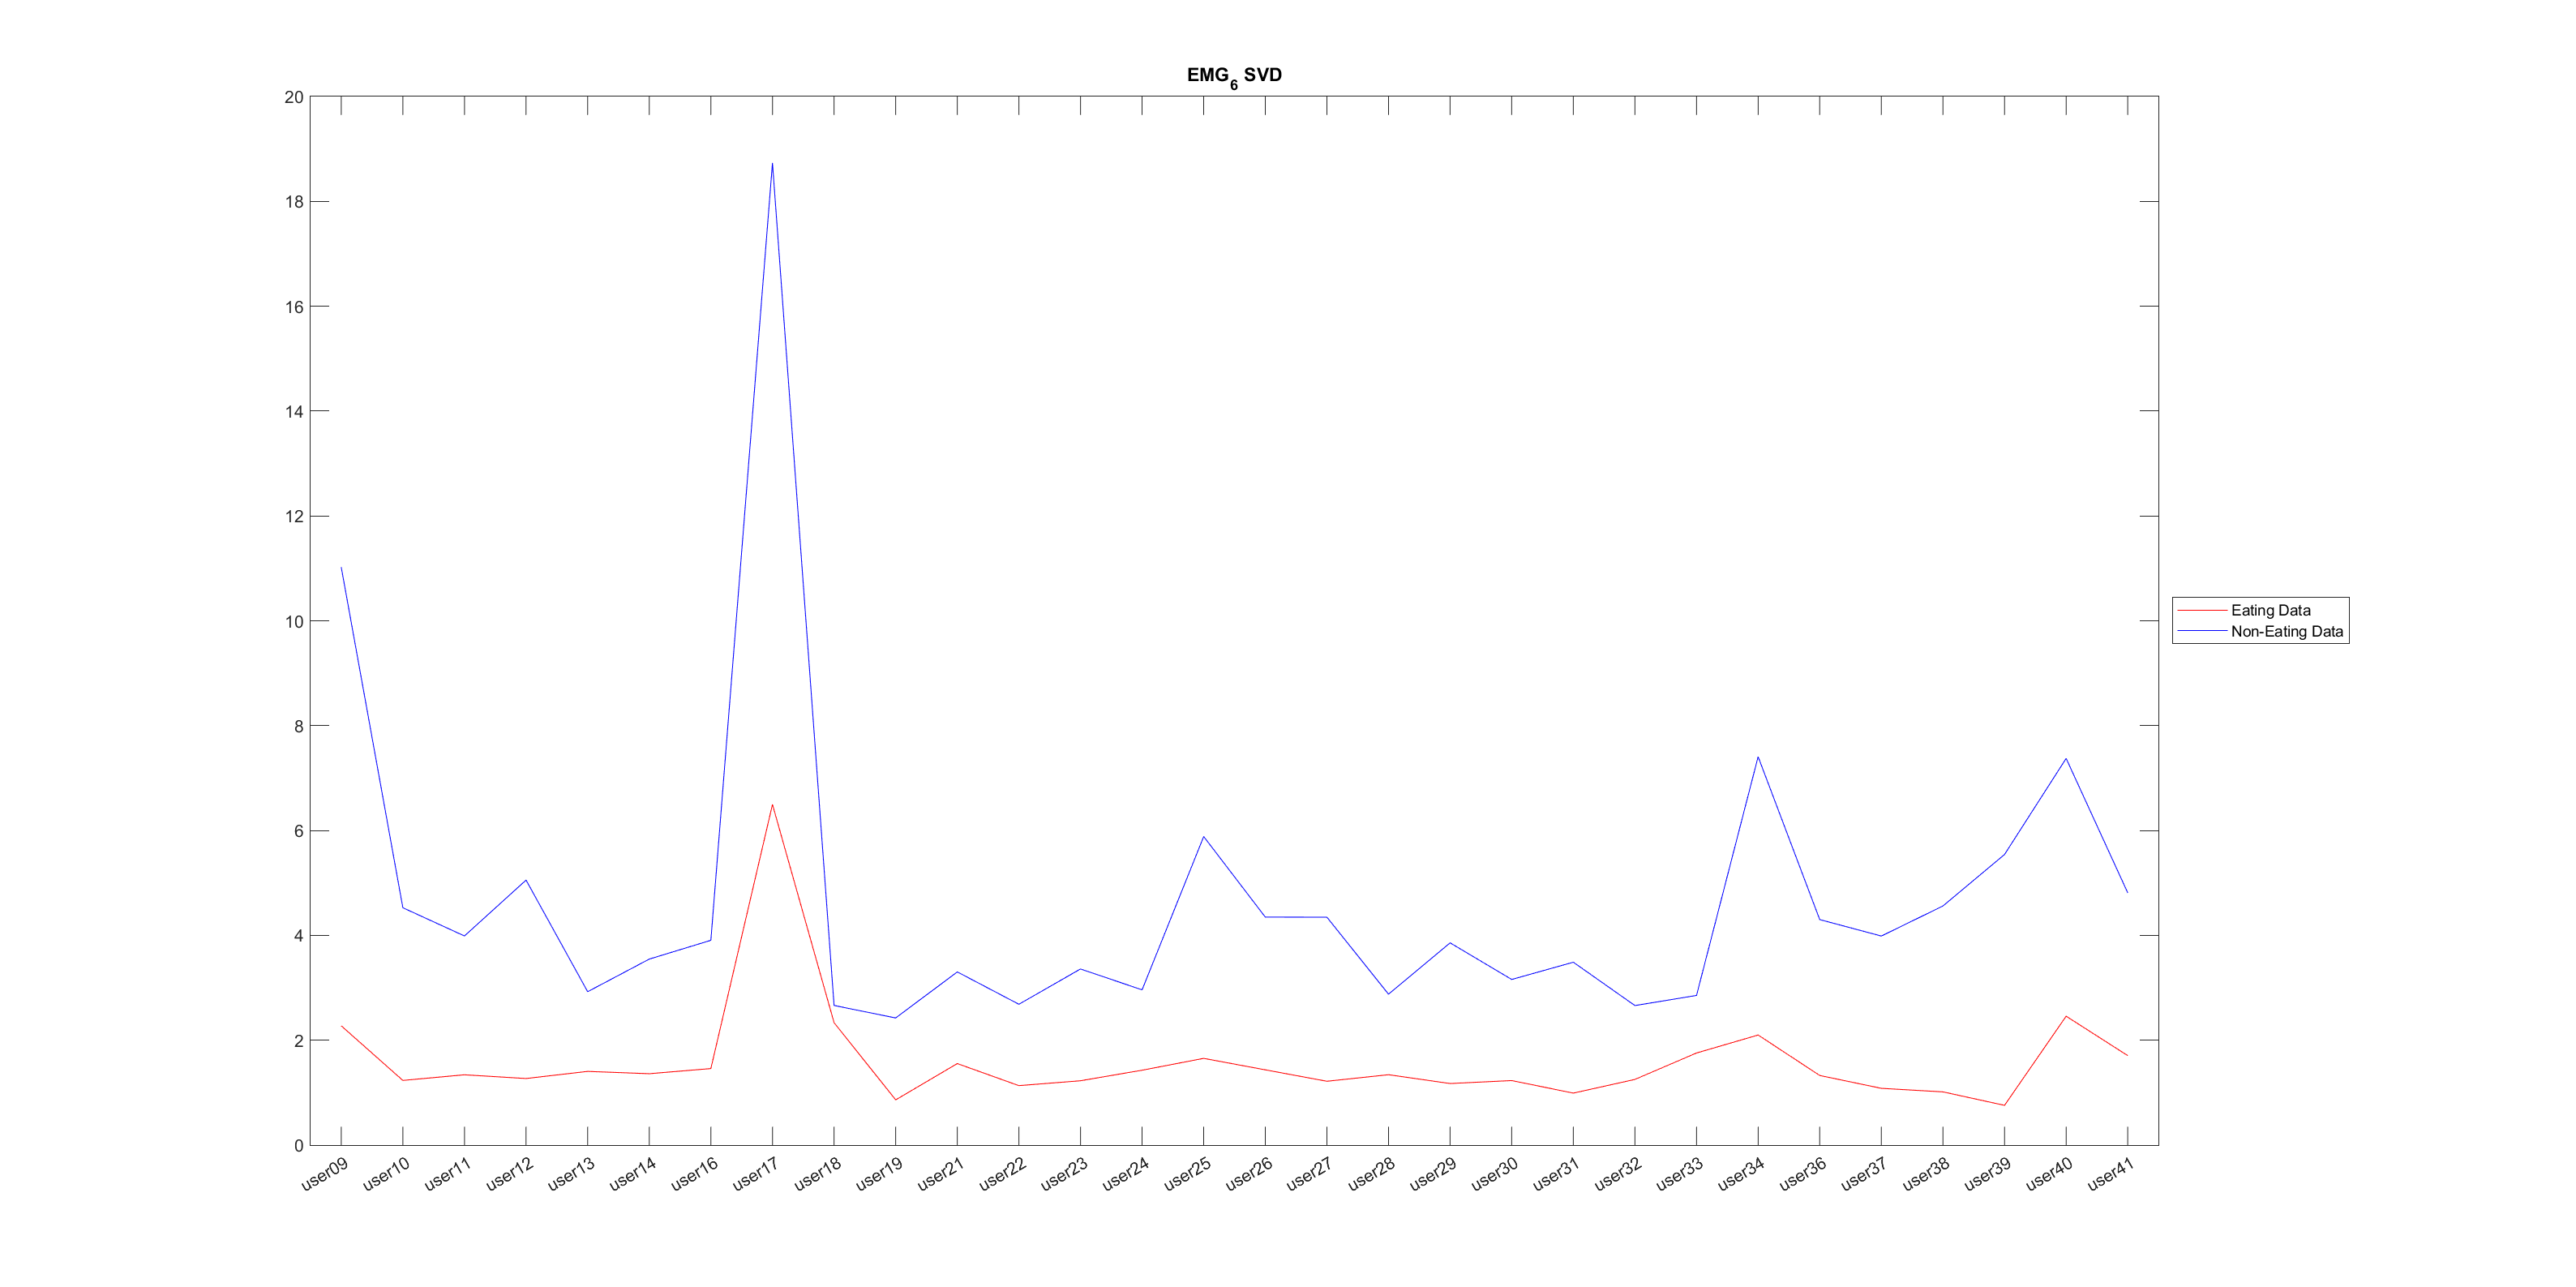 EMG6 SVD
20
18
16
14
12
10
8
6
4
2
0
Eating Data
Non-Eating Data
user09 user10 user11 user12 user13 user14 user16 user17 user18 user19 user21 user22 user23 user24 user25 user26 user27 user28 user29 user30 user31 user32 user33 user34 user36 user37 user38 user39 user40 user41